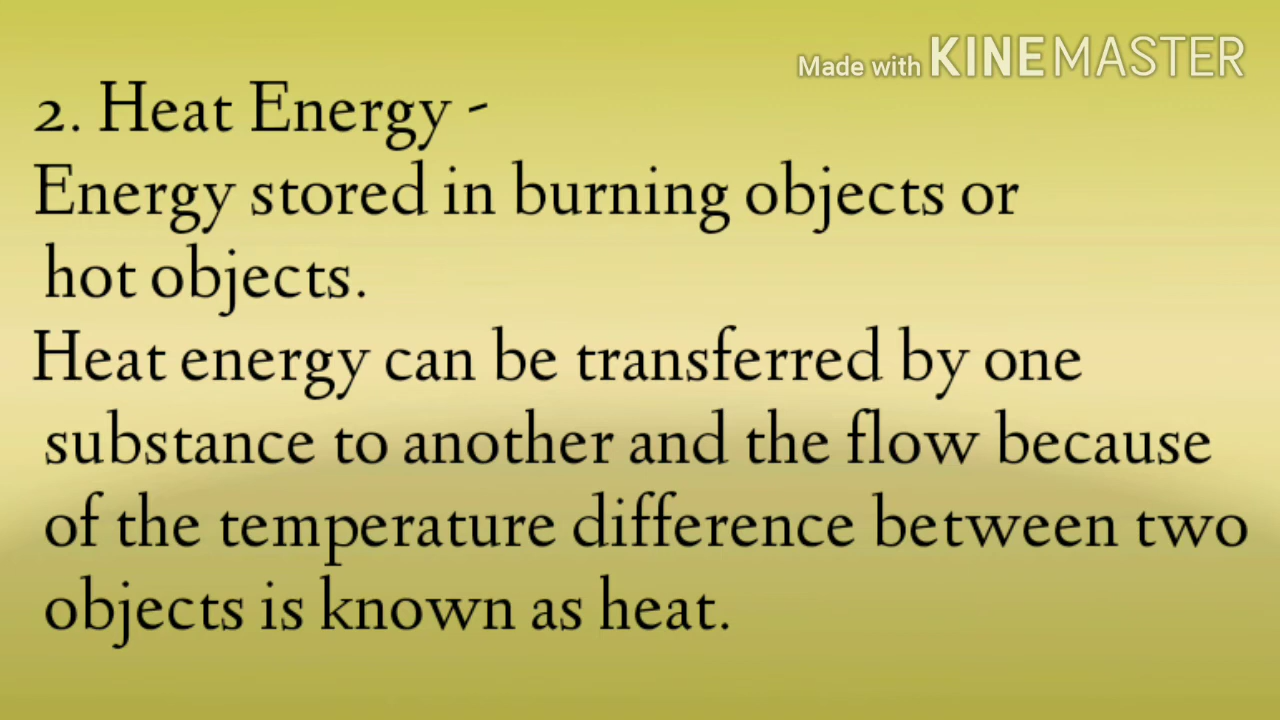 Made with KINEMASTER
2. Heat Energy -
Energy stored in burning objects or
hot objects.
Heat energy can be transferred by one
substance to another and the flow because
of the temperature difference between two
objects is known as heat.